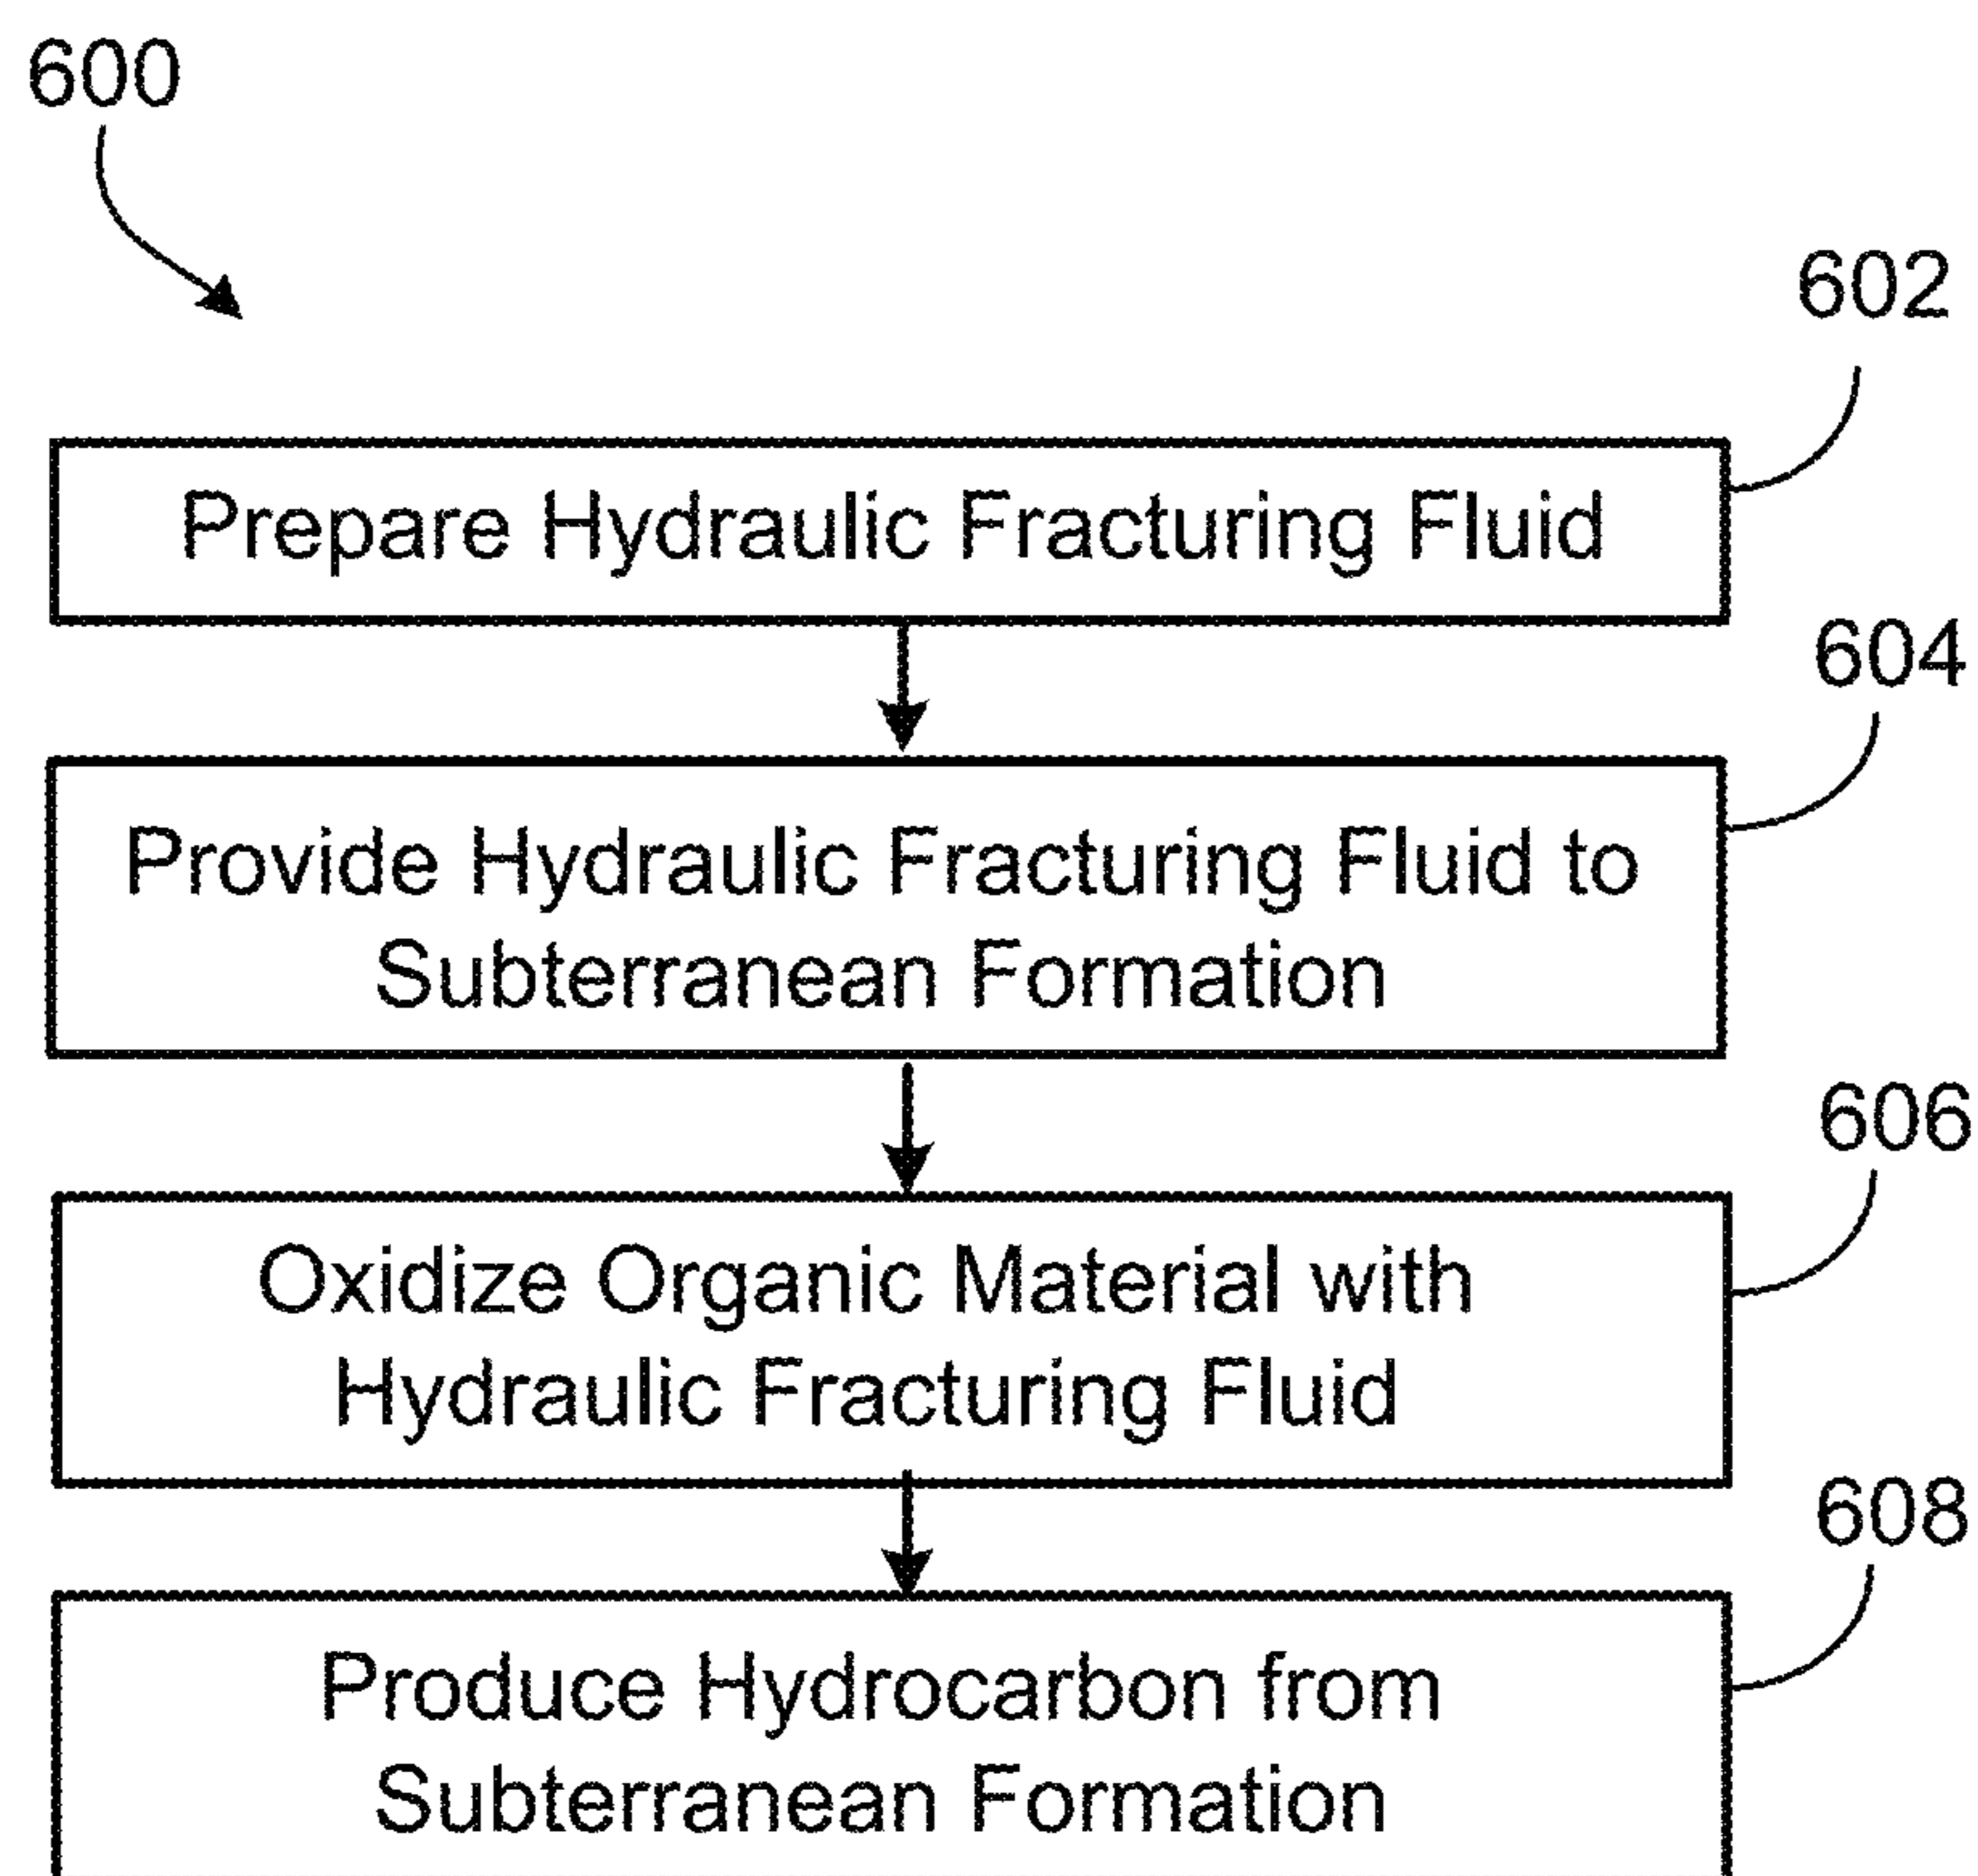 600
602
Prepare Hydraulic Fracturing Fluid
604
Provide Hydraulic Fracturing Fluid to
Subterranean Formation
606
Oxidize Organic Material with
Hydraulic Fracturing Fluid
608
Produce Hydrocarbon from
Subterranean Formation